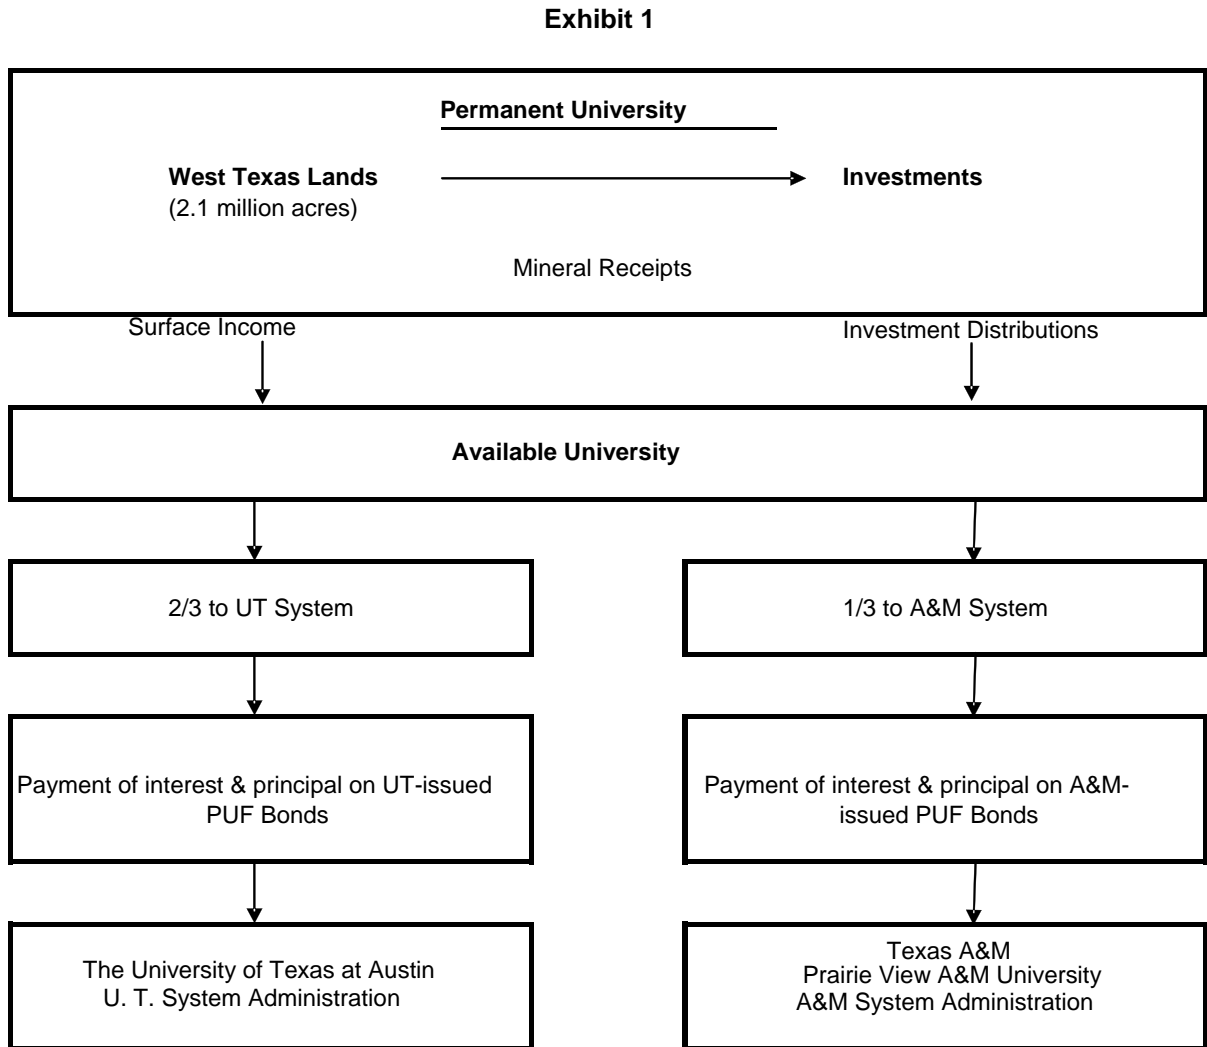 Exhibit 1
Permanent University
West Texas Lands
(2.1 million acres)
Investments
Mineral Receipts
Surface Income
Investment Distributions
Available University
2/3 to UT System
1/3 to A&M System
Payment of interest & principal on UT-issued
PUF Bonds
Payment of interest & principal on A&M-
issued PUF Bonds
The University of Texas at Austin
U. T. System Administration
Texas A&M
Prairie View A&M University
A&M System Administration